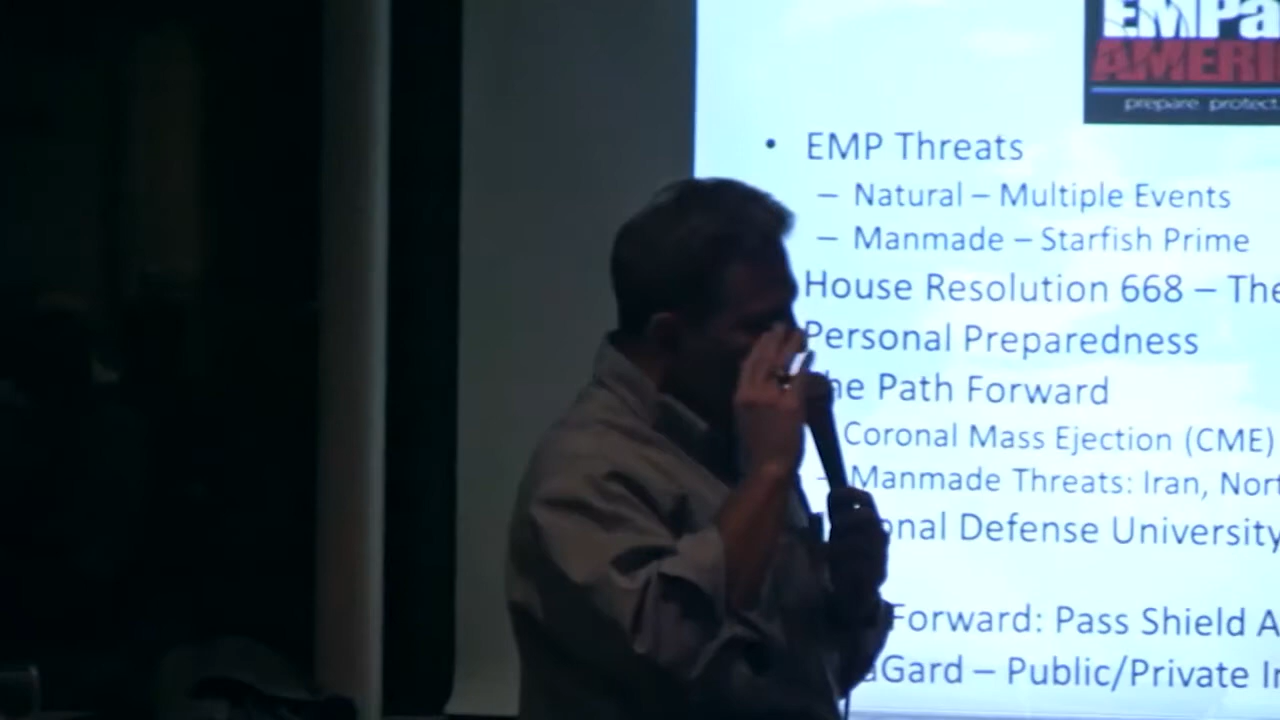 EMPa
AMERI
prepare. protect.
• EMP Threats
– Natural – Multiple Events
– Manmade – Starfish Prime
House Resolution 668 – The
Personal Preparedness
he Path Forward
Coronal Mass Ejection (CME)
– Manmade Threats: Iran, Nort
onal Defense University
Forward: Pass Shield A
aGard – Public/Private In